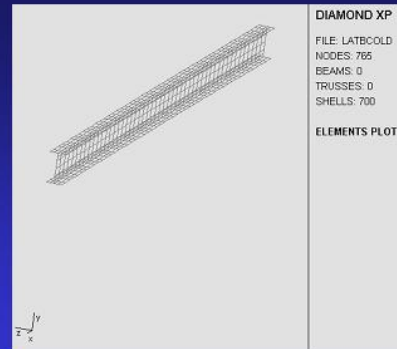 DIAMOND XP
FILE: LATBCOLD
NODES: 765
BEAMS: 0
TRUSSES: 0
SHELLS: 700
ELEMENTS PLOT
y
z
x